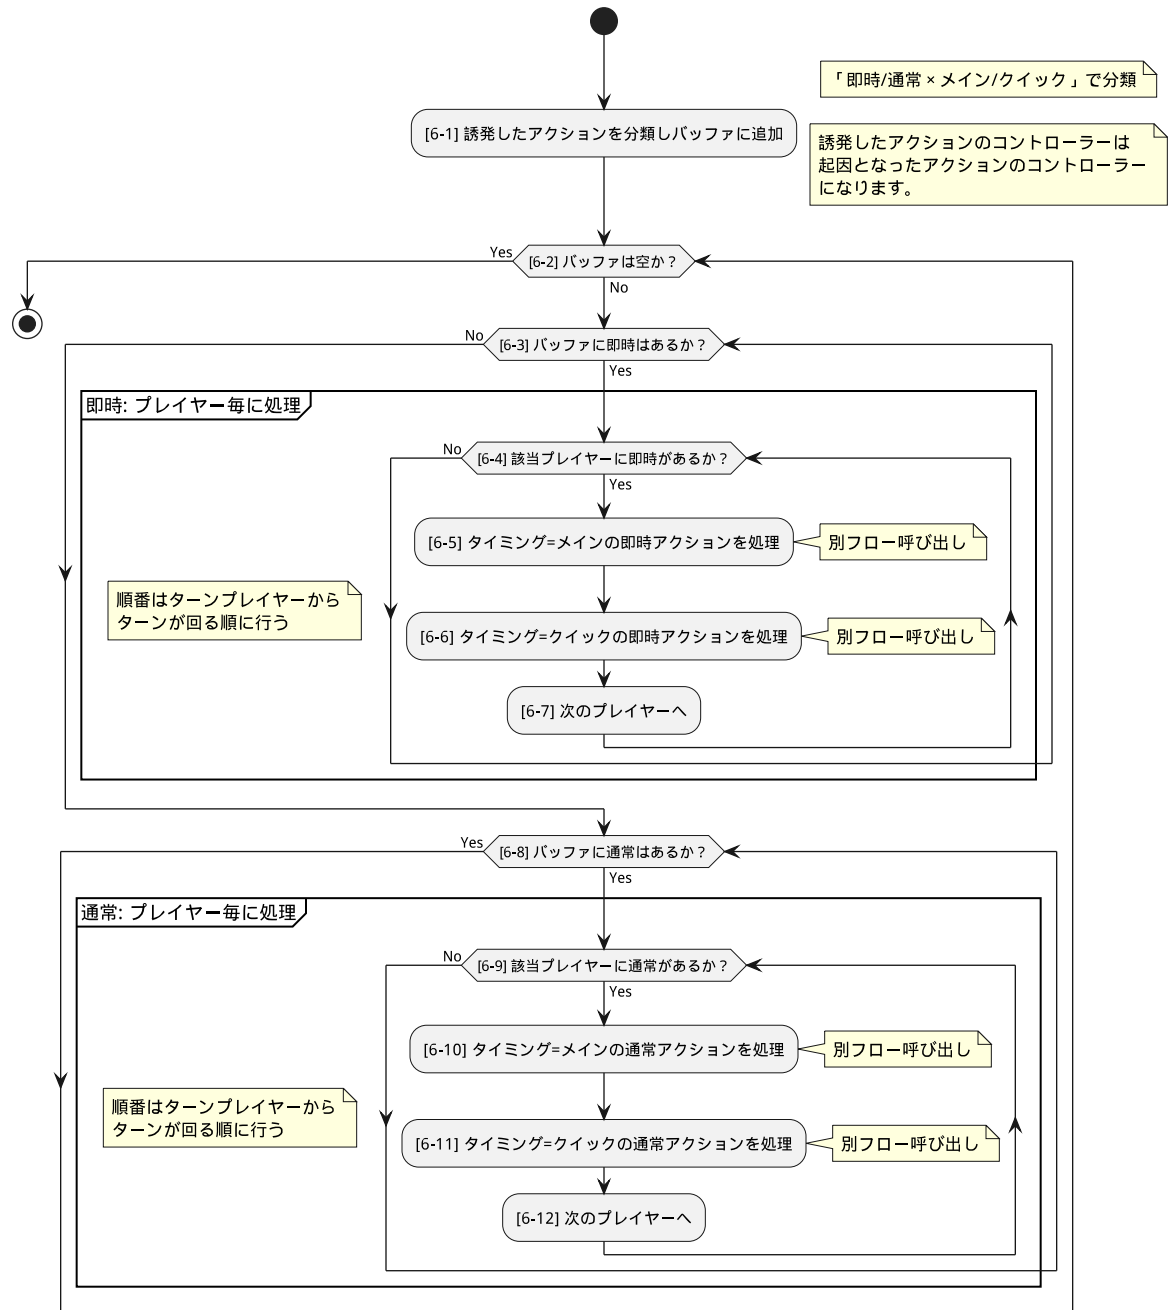 「即時/通常 × メイン/クイック」で分類
[6-1] 誘発したアクションを分類しバッファに追加
誘発したアクションのコントローラーは
起因となったアクションのコントローラー
になります。
Yes
[6-2] バッファは空か？
No
No
[6-3] バッファに即時はあるか？
Yes
即時: プレイヤー毎に処理
No
[6-4] 該当プレイヤーに即時があるか？
Yes
[6-5] タイミング=メインの即時アクションを処理
別フロー呼び出し
順番はターンプレイヤーから
ターンが回る順に行う
[6-6] タイミング=クイックの即時アクションを処理
別フロー呼び出し
[6-7] 次のプレイヤーへ
Yes
[6-8] バッファに通常はあるか？
Yes
通常: プレイヤー毎に処理
No
[6-9] 該当プレイヤーに通常があるか？
Yes
[6-10] タイミング=メインの通常アクションを処理
別フロー呼び出し
順番はターンプレイヤーから
ターンが回る順に行う
[6-11] タイミング=クイックの通常アクションを処理
別フロー呼び出し
[6-12] 次のプレイヤーへ